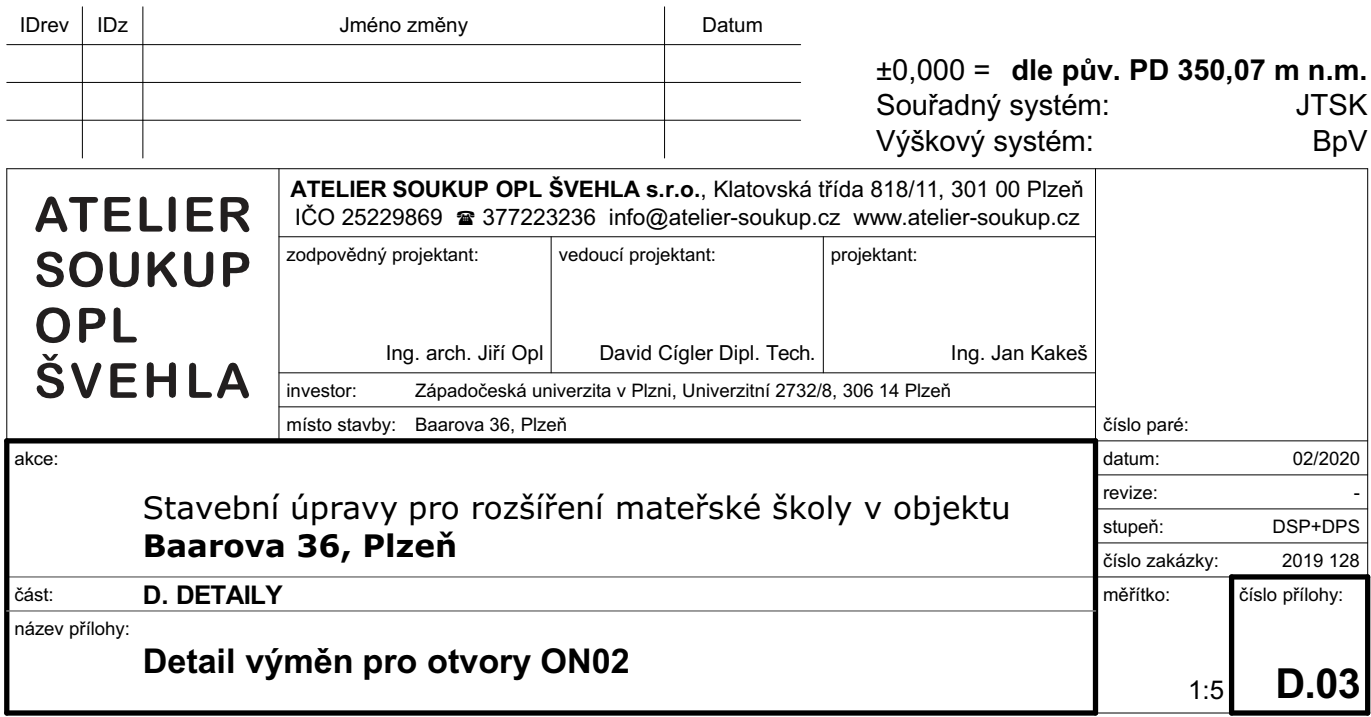 IDrev IDz Jméno změny Datum
±0,000 = dle pův. PD 350,07 m n.m.
Souřadný systém: JTSK
Výškový systém: BpV
ATELIER
SOUKUP
OPL
ŠVEHLA
ATELIER SOUKUP OPL ŠVEHLA s.r.o., Klatovská třída 818/11, 301 00 Plzeň
IČO 25229869 ☎ 377223236 info@atelier-soukup.cz www.atelier-soukup.cz
zodpovědný projektant: vedoucí projektant: projektant:
Ing. arch. Jiří Opl David Cígler Dipl. Tech. Ing. Jan Kakeš
investor: Západočeská univerzita v Plzni, Univerzitní 2732/8, 306 14 Plzeň
místo stavby: Baarova 36, Plzeň
číslo paré:
akce:
Stavební úpravy pro rozšíření mateřské školy v objektu
Baarova 36, Plzeň
datum: 02/2020
revize: -
stupeň: DSP+DPS
číslo zakázky: 2019 128
část: D. DETAILY
název přílohy:
Detail výměn pro otvory ON02
měřítko:
1:5
číslo přílohy:
D.03